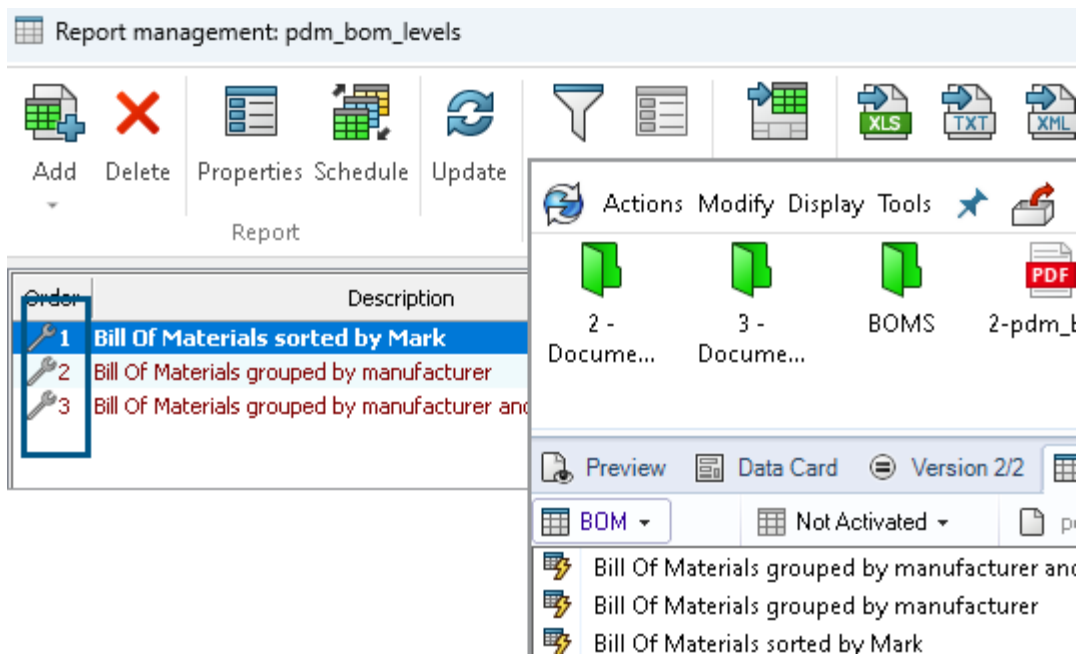 Report management: pdm_bom_levels
XLS TXT XML
Add Delete Properties Schedule Update
Report
Actions Modify Display Tools
PDF
2 - Docume...
3 - Docume...
BOMS
2-pdm_b
Order Description
1 Bill Of Materials sorted by Mark
2 Bill Of Materials grouped by manufacturer
3 Bill Of Materials grouped by manufacturer and
Preview Data Card Version 2/2
BOM Not Activated
Bill Of Materials grouped by manufacturer and
Bill Of Materials grouped by manufacturer
Bill Of Materials sorted by Mark